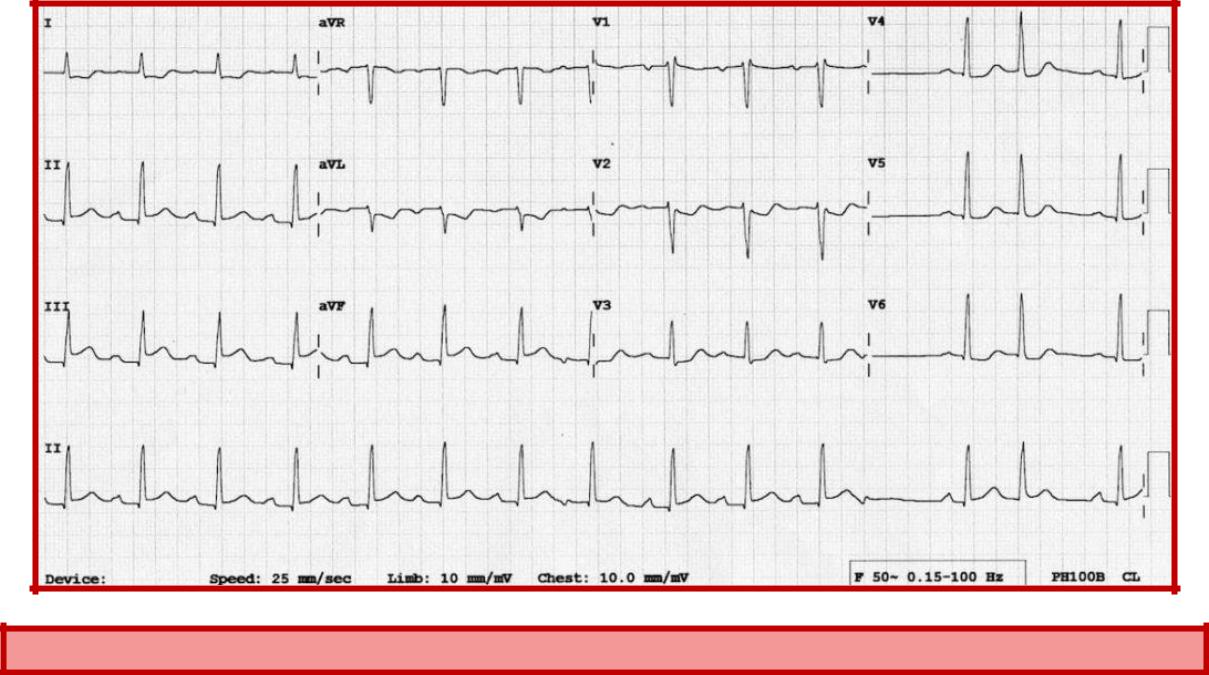 I aVR V1 V4
II aVL V2 V5
III aVF V3 V6
II
Device: Speed: 25 mm/sec Limb: 10 mm/mV Chest: 10.0 mm/mV F 50~ 0.15-100 Hz PH100B CL